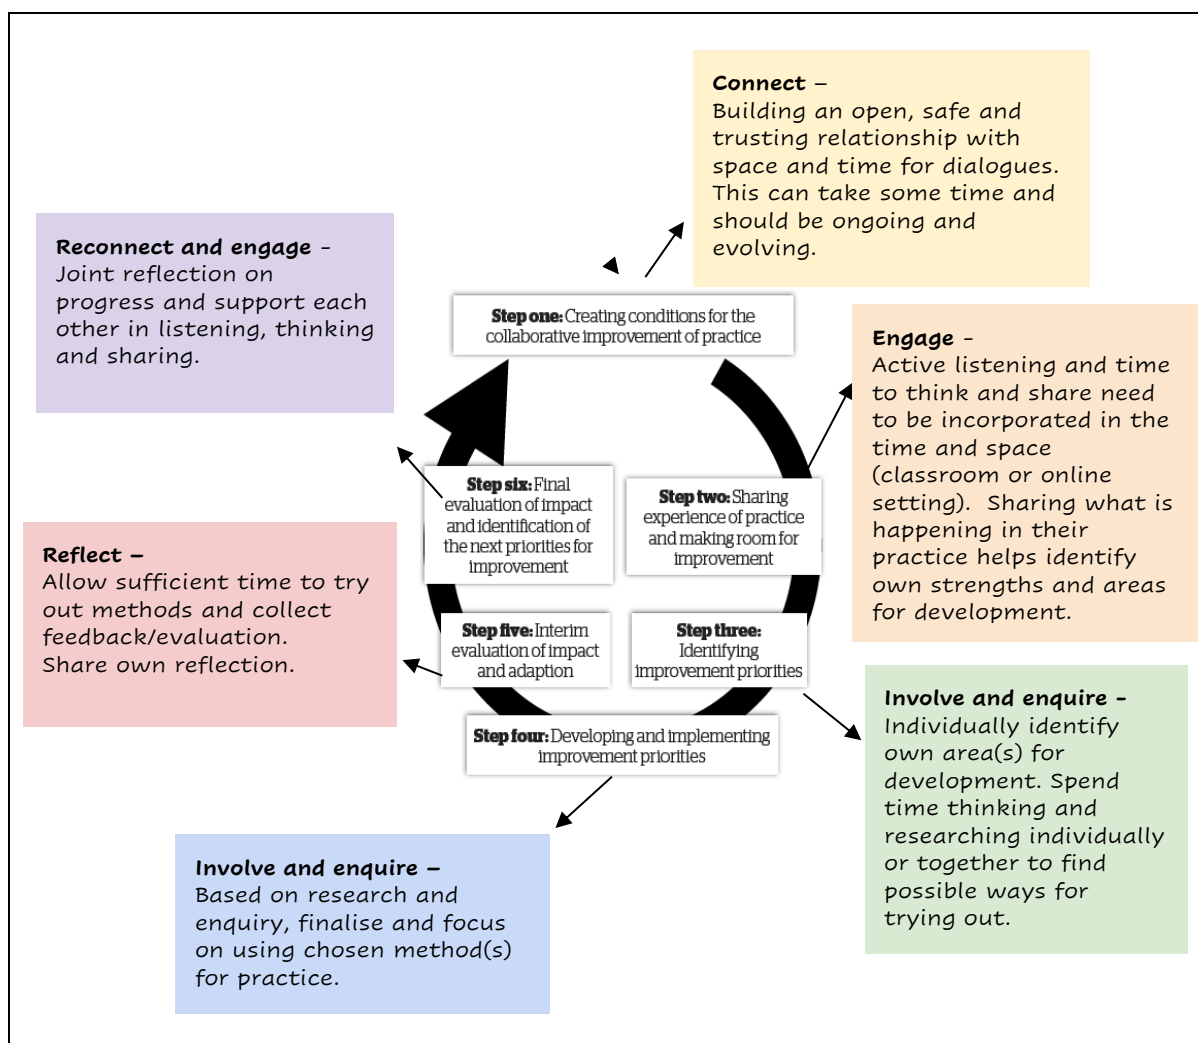 Connect –
Building an open, safe and
trusting relationship with
space and time for dialogues.
This can take some time and
should be ongoing and
evolving.
Reconnect and engage -
Joint reflection on
progress and support each
other in listening, thinking
and sharing.
Step one: Creating conditions for the
collaborative improvement of practice
Engage -
Active listening and time
to think and share need
to be incorporated in the
time and space
(classroom or online
setting).  Sharing what is
happening in their
practice helps identify
own strengths and areas
for development.
Step six: Final
evaluation of impact
and identification of
the next priorities for
improvement
Step two: Sharing
experience of practice
and making room for
improvement
Reflect –
Allow sufficient time to try
out methods and collect
feedback/evaluation.
Share own reflection.
Step five: Interim
evaluation of impact
and adaption
Step three:
Identifying
improvement priorities
Involve and enquire -
Individually identify
own area(s) for
development. Spend
time thinking and
researching individually
or together to find
possible ways for
trying out.
Step four: Developing and implementing
improvement priorities
Involve and enquire –
Based on research and
enquiry, finalise and focus
on using chosen method(s)
for practice.